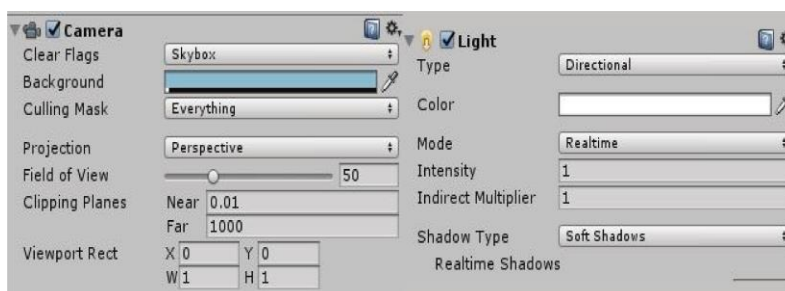 Camera
Clear Flags Skybox
Background
Culling Mask Everything
Projection Perspective
Field of View 50
Clipping Planes Near 0.01
Far 1000
Viewport Rect X 0 Y 0
W 1 H 1
Light
Type Directional
Color
Mode Realtime
Intensity 1
Indirect Multiplier 1
Shadow Type Soft Shadows
Realtime Shadows